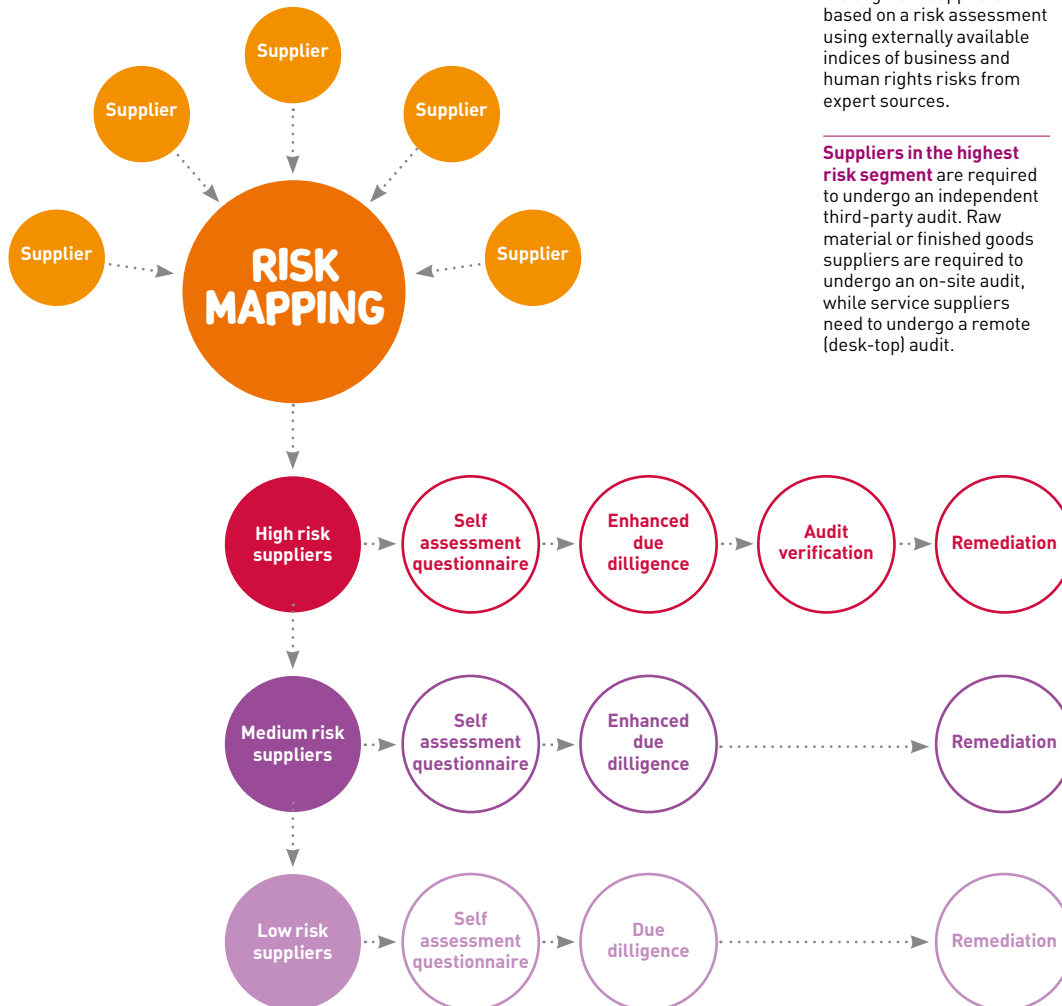 based on a risk assessment
using externally available
indices of business and
human rights risks from
expert sources.
Suppliers in the highest
risk segment are required
to undergo an independent
third-party audit. Raw
material or finished goods
suppliers are required to
undergo an on-site audit,
while service suppliers
need to undergo a remote
(desk-top) audit.
Supplier
Supplier
Supplier
Supplier
Supplier
RISK
MAPPING
High risk
suppliers
Self
assessment
questionnaire
Enhanced
due
dilligence
Audit
verification
Remediation
Medium risk
suppliers
Self
assessment
questionnaire
Enhanced
due
dilligence
Remediation
Low risk
suppliers
Self
assessment
questionnaire
Due
dilligence
Remediation